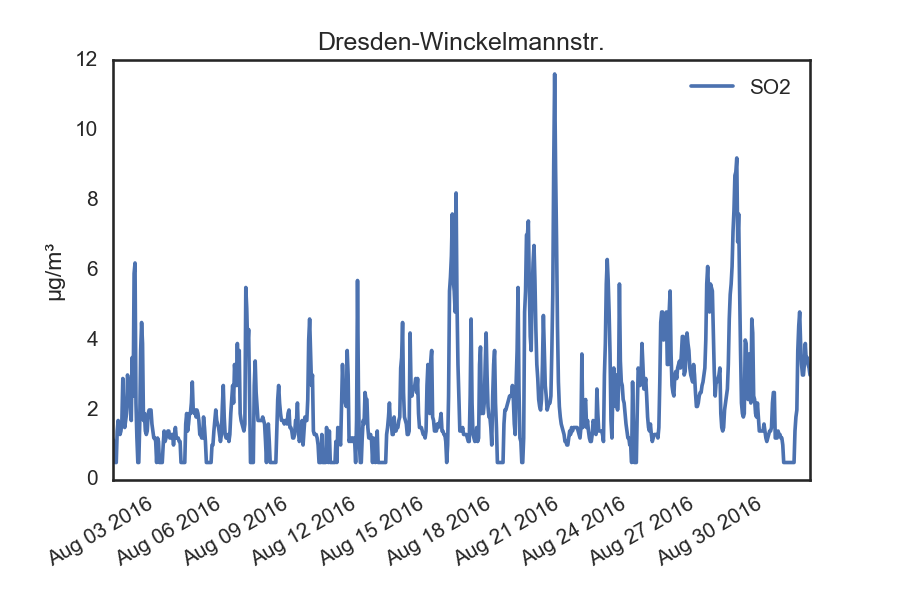 Dresden-Winckelmannstr.
12
10
8
6
4
2
0
µg/m³
SO2
Aug 03 2016
Aug 06 2016
Aug 09 2016
Aug 12 2016
Aug 15 2016
Aug 18 2016
Aug 21 2016
Aug 24 2016
Aug 27 2016
Aug 30 2016